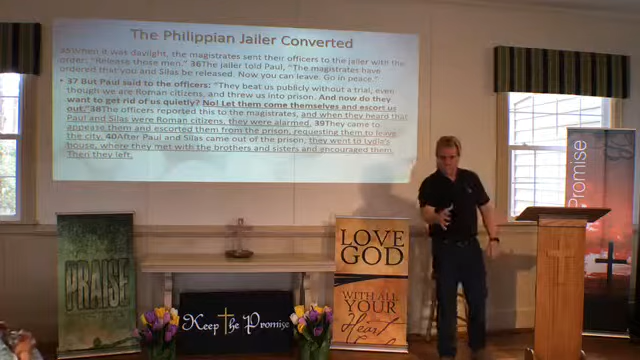 The Philippian Jailer Converted
35When it was daylight, the magistrates sent their officers to the jailer with the
order: "Release those men." 36The jailer told Paul, "The magistrates have
ordered that you and Silas be released. Now you can leave. Go in peace."
• 37 But Paul said to the officers: "They beat us publicly without a trial, even
though we are Roman citizens, and threw us into prison. And now do they
want to get rid of us quietly? No! Let them come themselves and escort us
out." 38The officers reported this to the magistrates, and when they heard that
Paul and Silas were Roman citizens, they were alarmed. 39They came to
appease them and escorted them from the prison, requesting them to leave
the city. 40After Paul and Silas came out of the prison, they went to Lydia's
house, where they met with the brothers and sisters and encouraged them.
Then they left.
PRAISE
Keep the Promise
LOVE
GOD
WITH ALL
YOUR
Heart
Promise